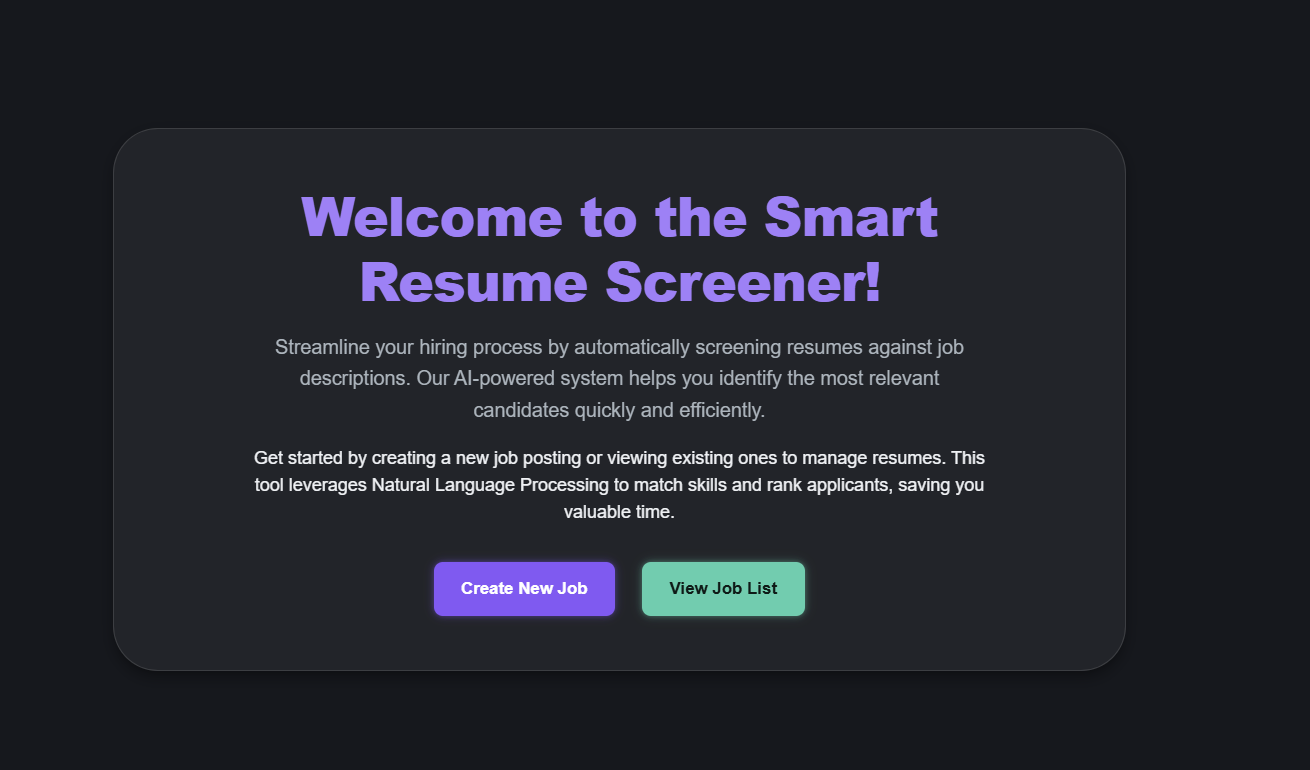 Welcome to the Smart
Resume Screener!
Streamline your hiring process by automatically screening resumes against job
descriptions. Our AI-powered system helps you identify the most relevant
candidates quickly and efficiently.
Get started by creating a new job posting or viewing existing ones to manage resumes. This
tool leverages Natural Language Processing to match skills and rank applicants, saving you
valuable time.
Create New Job
View Job List